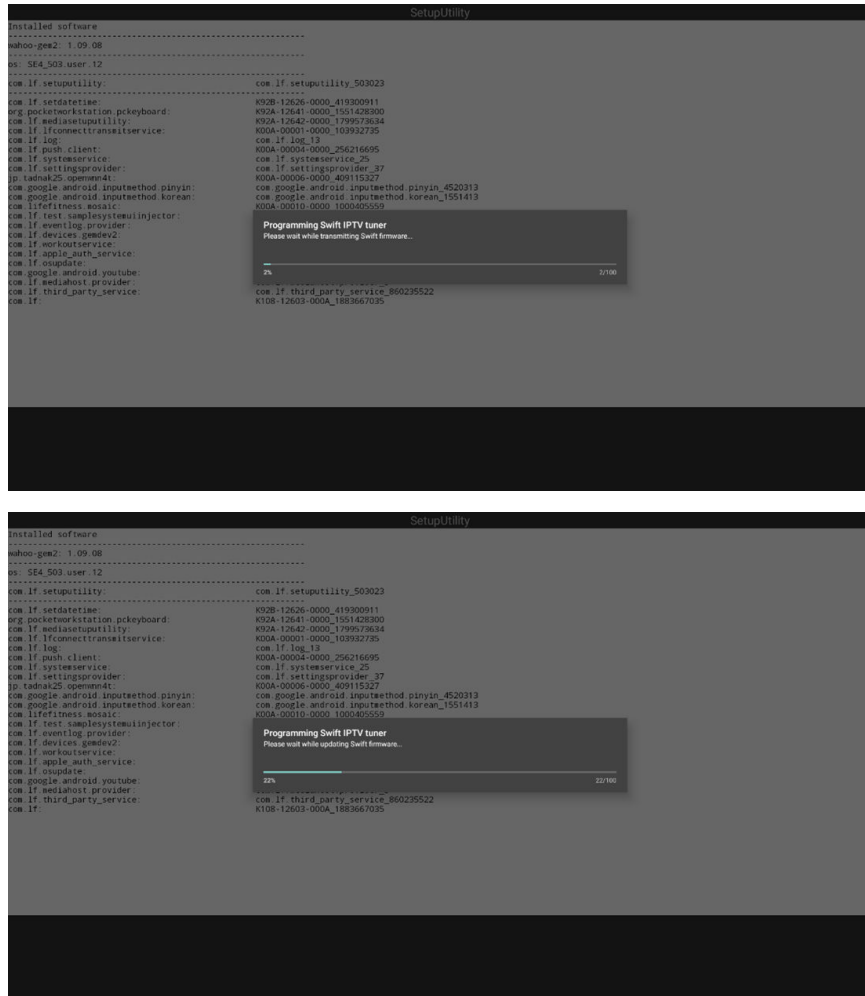 SetupUtility
Installed software
wahoo-gem2: 1.09.08
os: SE4_503.user.12
com.lf.setuputility: com.lf.setuputility_503023
com.lf.setdatetime: K92B-12626-0000_419300911
org.pocketworkstation.pckeyboard: K92A-12641-0000_1551428300
com.lf.mediasetuputility: K92A-12642-0000_1799573634
com.lf.lfconnecttransmitservice: K00A-00001-0000_103932735
com.lf.log: com.lf.log_13
com.lf.push.client: K00A-00004-0000_256216695
com.lf.systemservice: com.lf.systemservice_25
com.lf.settingsprovider: com.lf.settingsprovider_37
jp.tadnak25.openwnn4t: K00A-00006-0000_409115327
com.google.android.inputmethod.pinyin: com.google.android.inputmethod.pinyin_4520313
com.google.android.inputmethod.korean: com.google.android.inputmethod.korean_1551413
com.lifefitness.mosaic: K00A-00010-0000_1000405559
com.lf.test.samplesystemuiinjector:
com.lf.eventlog.provider:
com.lf.devices.gemdev2:
com.lf.workoutservice:
com.lf.apple_auth_service:
com.lf.osupdate:
com.google.android.youtube:
com.lf.mediahost.provider:
com.lf.third_party_service: com.lf.third_party_service_860235522
com.lf: K108-12603-000A_1883667035
Programming Swift IPTV tuner
Please wait while transmitting Swift firmware...
2% 3/100
SetupUtility
Installed software
wahoo-gem2: 1.09.08
os: SE4_503.user.12
com.lf.setuputility: com.lf.setuputility_503023
com.lf.setdatetime: K92B-12626-0000_419300911
org.pocketworkstation.pckeyboard: K92A-12641-0000_1551428300
com.lf.mediasetuputility: K92A-12642-0000_1799573634
com.lf.lfconnecttransmitservice: K00A-00001-0000_103932735
com.lf.log: com.lf.log_13
com.lf.push.client: K00A-00004-0000_256216695
com.lf.systemservice: com.lf.systemservice_25
com.lf.settingsprovider: com.lf.settingsprovider_37
jp.tadnak25.openwnn4t: K00A-00006-0000_409115327
com.google.android.inputmethod.pinyin: com.google.android.inputmethod.pinyin_4520313
com.google.android.inputmethod.korean: com.google.android.inputmethod.korean_1551413
com.lifefitness.mosaic: K00A-00010-0000_1000405559
com.lf.test.samplesystemuiinjector:
com.lf.eventlog.provider:
com.lf.devices.gemdev2:
com.lf.workoutservice:
com.lf.apple_auth_service:
com.lf.osupdate:
com.google.android.youtube:
com.lf.mediahost.provider:
com.lf.third_party_service: com.lf.third_party_service_860235522
com.lf: K108-12603-000A_1883667035
Programming Swift IPTV tuner
Please wait while updating Swift firmware...
22% 22/100